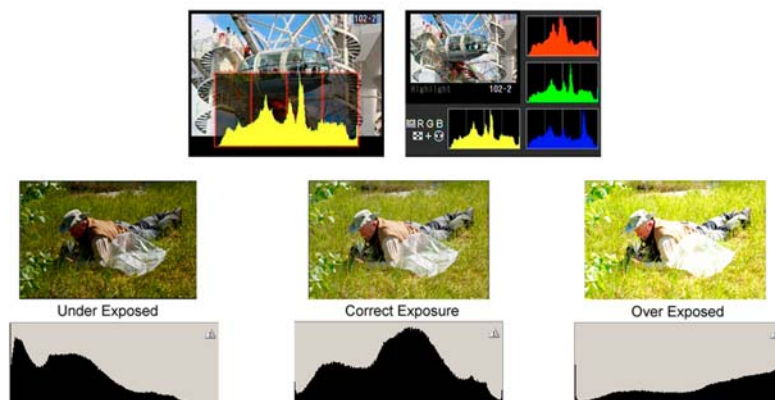 102-2
Highlight
102-2
RGB
+
Under Exposed
Correct Exposure
Over Exposed